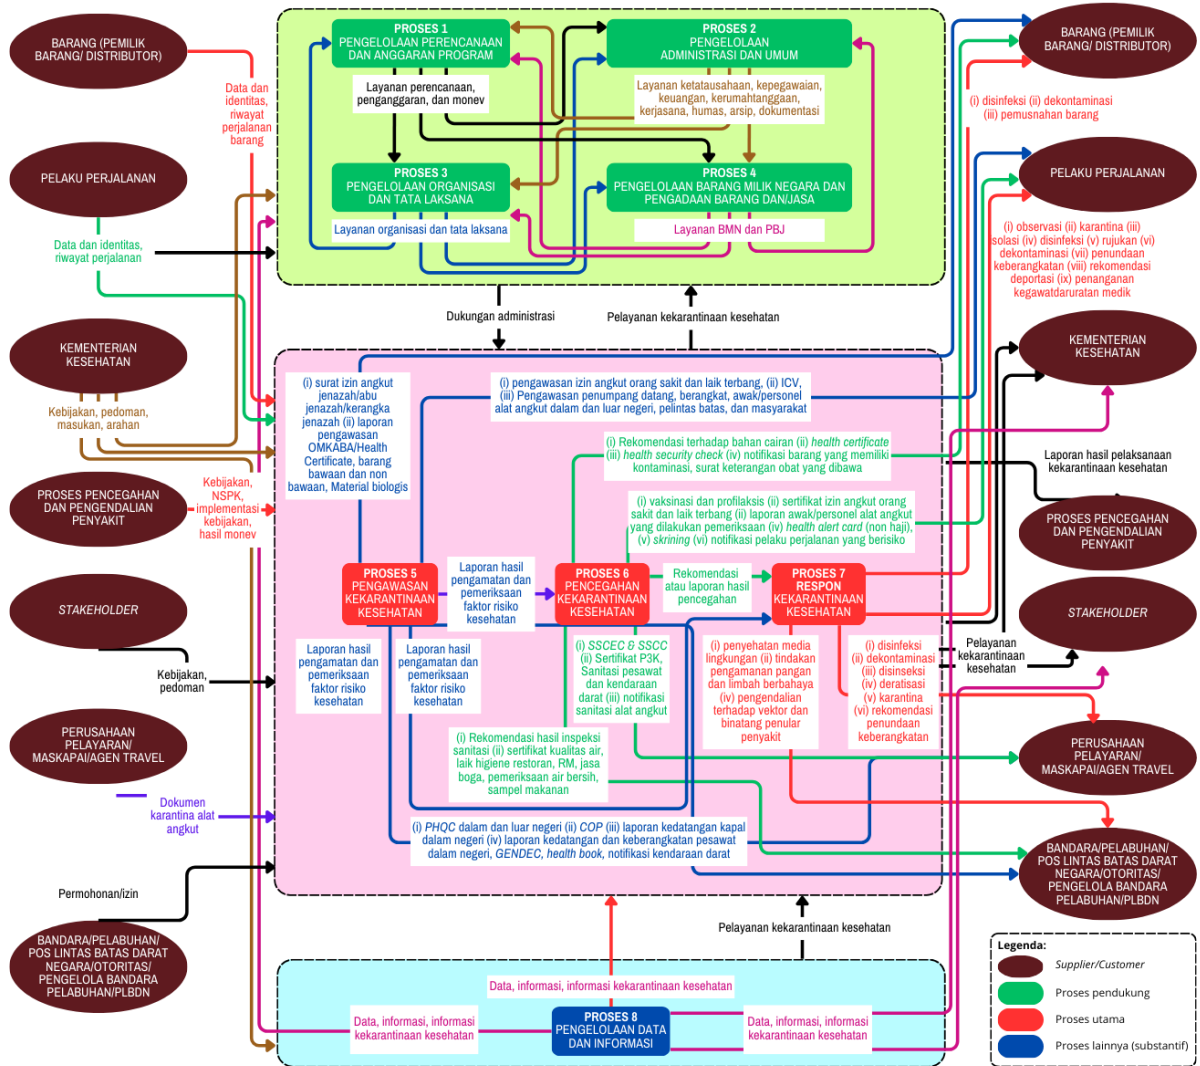 BARANG (PEMILIK
BARANG/ DISTRIBUTOR)
Data dan
identitas,
riwayat
perjalanan
barang
PELAKU PERJALANAN
Data dan identitas,
riwayat perjalanan
KEMENTERIAN
KESEHATAN
Kebijakan, pedoman,
masukan, arahan
PROSES PENCEGAHAN
DAN PENGENDALIAN
PENYAKIT
Kebijakan,
NSPK,
implementasi
kebijakan,
hasil monev
STAKEHOLDER
Kebijakan,
pedoman
PERUSAHAAN
PELAYARAN/
MASKAPAI/AGEN TRAVEL
Dokumen
karantina alat
angkut
Permohonan/izin
BANDARA/PELABUHAN/
POS LINTAS BATAS DARAT
NEGARA/OTORITAS/
PENGELOLA BANDARA
PELABUHAN/PLBDN
PROSES 1
PENGELOLAAN PERENCANAAN
DAN ANGGARAN PROGRAM
PROSES 2
PENGELOLAAN
ADMINISTRASI DAN UMUM
Layanan perencanaan,
penganggaran, dan monev
Layanan ketatausahaan, kepegawaian,
keuangan, kerumahtanggaan,
kerjasana, humas, arsip, dokumentasi
PROSES 3
PENGELOLAAN ORGANISASI
DAN TATA LAKSANA
PROSES 4
PENGELOLAAN BARANG MILIK NEGARA DAN
PENGADAAN BARANG DAN/JASA
Layanan organisasi dan tata laksana
Layanan BMN dan PBJ
Dukungan administrasi
Pelayanan kekarantinaan kesehatan
(i) surat izin angkut
jenazah/abu
jenazah/kerangka
jenazah (ii) laporan
pengawasan
OMKABA/Health
Certificate, barang
bawaan dan non
bawaan, Material biologis
(i) pengawasan izin angkut orang sakit dan laik terbang, (ii) ICV,
(iii) Pengawasan penumpang datang, berangkat, awak/personel
alat angkut dalam dan luar negeri, pelintas batas, dan masyarakat
(i) Rekomendasi terhadap bahan cairan (ii) health certificate
(iii) health security check (iv) notifikasi barang yang memiliki
kontaminasi, surat keterangan obat yang dibawa
(i) vaksinasi dan profilaksis (ii) sertifikat izin angkut orang
sakit dan laik terbang (ii) laporan awak/personel alat angkut
yang dilakukan pemeriksaan (iv) health alert card (non haji),
(v) skrining (vi) notifikasi pelaku perjalanan yang berisiko
PROSES 5
PENGAWASAN
KEKARANTINAAN
KESEHATAN
Laporan hasil
pengamatan dan
pemeriksaan
faktor risiko
kesehatan
PROSES 6
PENCEGAHAN
KEKARANTINAAN
KESEHATAN
Rekomendasi
atau laporan hasil
pencegahan
PROSES 7
RESPON
KEKARANTINAAN
KESEHATAN
Laporan hasil
pengamatan dan
pemeriksaan
faktor risiko
kesehatan
Laporan hasil
pengamatan dan
pemeriksaan
faktor risiko
kesehatan
(i) SSCEC & SSCC
(ii) Sertifikat P3K,
Sanitasi pesawat
dan kendaraan
darat (iii) notifikasi
sanitasi alat angkut
(i) penyehatan media
lingkungan (ii) tindakan
pengamanan pangan
dan limbah berbahaya
(iv) pengendalian
terhadap vektor dan
binatang penular
penyakit
(i) disinfeksi
(ii) dekontaminasi
(iii) disinseksi
(iv) deratisasi
(v) karantina
(vi) rekomendasi
penundaan
keberangkatan
(i) Rekomendasi hasil inspeksi
sanitasi (ii) sertifikat kualitas air,
laik higiene restoran, RM, jasa
boga, pemeriksaan air bersih,
sampel makanan
(i) PHQC dalam dan luar negeri (ii) COP (iii) laporan kedatangan kapal
dalam negeri (iv) laporan kedatangan dan keberangkatan pesawat
dalam negeri, GENDEC, health book, notifikasi kendaraan darat
Pelayanan kekarantinaan kesehatan
Data, informasi, informasi kekarantinaan kesehatan
Data, informasi, informasi
kekarantinaan kesehatan
PROSES 8
PENGELOLAAN DATA
DAN INFORMASI
Data, informasi, informasi
kekarantinaan kesehatan
BARANG (PEMILIK
BARANG/ DISTRIBUTOR)
(i) disinfeksi (ii) dekontaminasi
(iii) pemusnahan barang
PELAKU PERJALANAN
(i) observasi (ii) karantina (iii)
solasi (iv) disinfeksi (v) rujukan (vi)
dekontaminasi (vii) penundaan
keberangkatan (viii) rekomendasi
deportasi (ix) penanganan
kegawatdaruratan medik
KEMENTERIAN
KESEHATAN
Laporan hasil pelaksanaan
kekarantinaan kesehatan
PROSES PENCEGAHAN
DAN PENGENDALIAN
PENYAKIT
STAKEHOLDER
Pelayanan
kekarantinaan
kesehatan
PERUSAHAAN
PELAYARAN/
MASKAPAI/AGEN TRAVEL
BANDARA/PELABUHAN/
POS LINTAS BATAS DARAT
NEGARA/OTORITAS/
PENGELOLA BANDARA
PELABUHAN/PLBDN
Legenda:
Supplier/Customer
Proses pendukung
Proses utama
Proses lainnya (substantif)